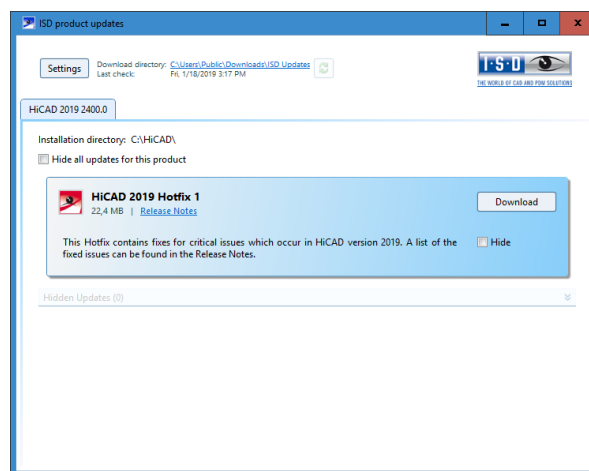 ISD product updates
Settings
Download directory: C:\Users\Public\Downloads\ISD Updates
Last check: Fri, 1/18/2019 3:17 PM
I·S·D
THE WORLD OF CAD AND PDM SOLUTIONS
HiCAD 2019 2400.0
Installation directory: C:\HiCAD\
Hide all updates for this product
HiCAD 2019 Hotfix 1
22,4 MB | Release Notes
Download
This Hotfix contains fixes for critical issues which occur in HiCAD version 2019. A list of the
fixed issues can be found in the Release Notes.
Hide
Hidden Updates (0)